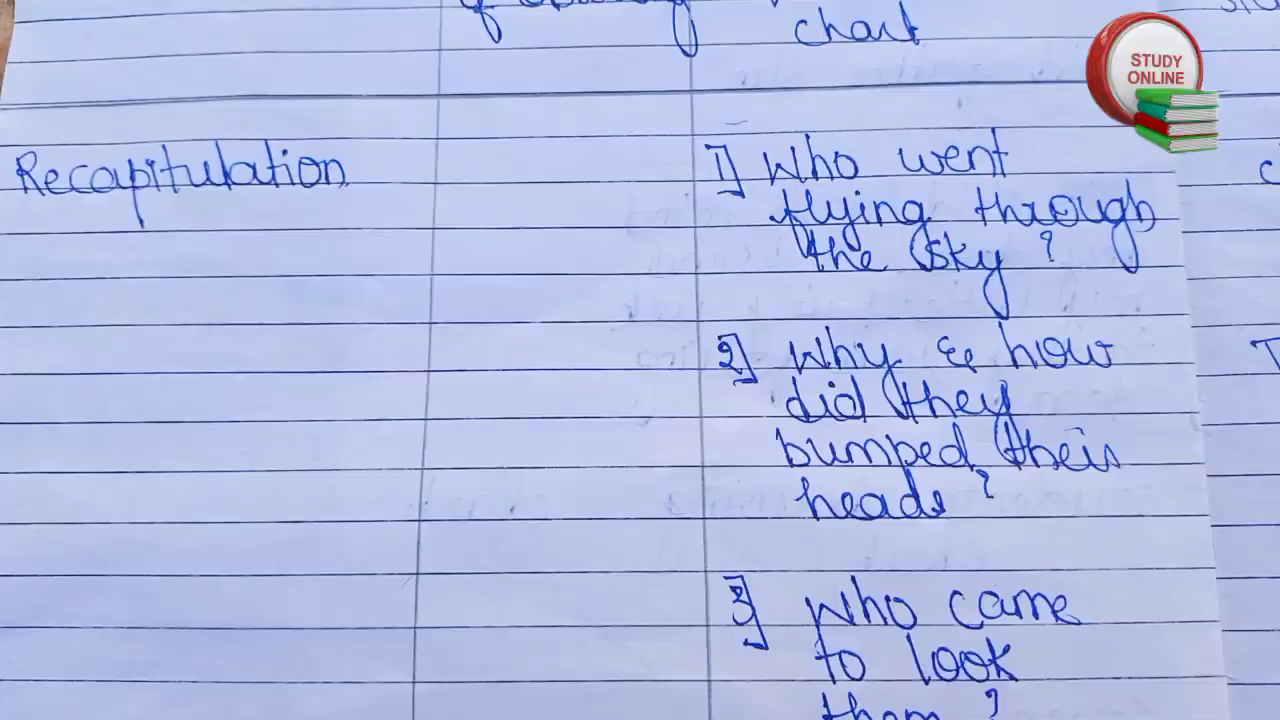 chart
STUDY
ONLINE
Recapitulation
1] Who went
flying through
the sky?
2] Why & how
did they
bumped their
heads?
3] Who came
to look
them?